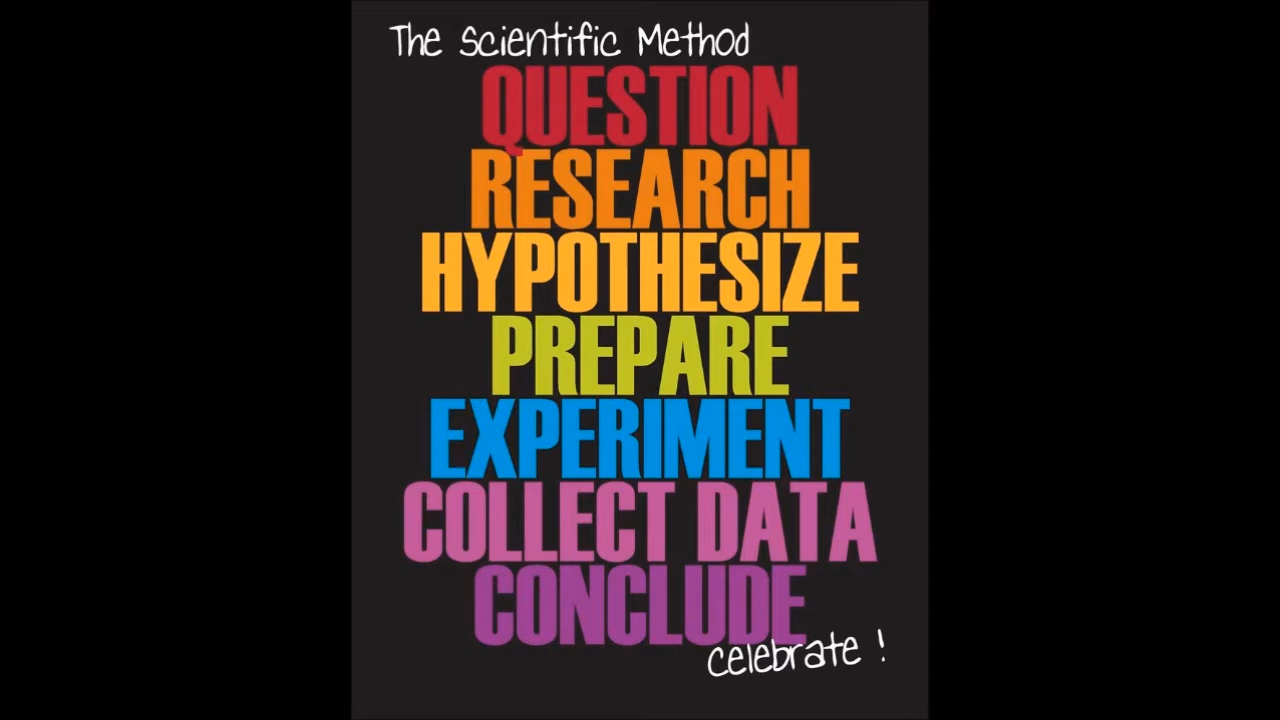 The Scientific Method
QUESTION
RESEARCH
HYPOTHESIZE
PREPARE
EXPERIMENT
COLLECT DATA
CONCLUDE
celebrate !